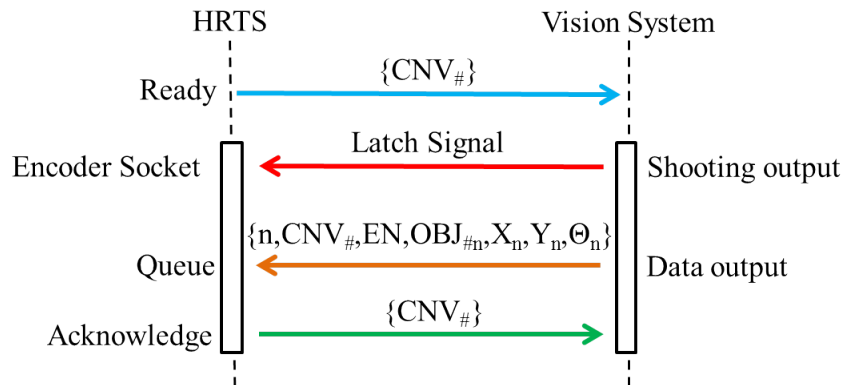 HRTS Vision System
{CNV#}
Ready
Latch Signal
Encoder Socket Shooting output
{n,CNV#,EN,OBJ#n,Xn,Yn,Θn}
Queue Data output
{CNV#}
Acknowledge